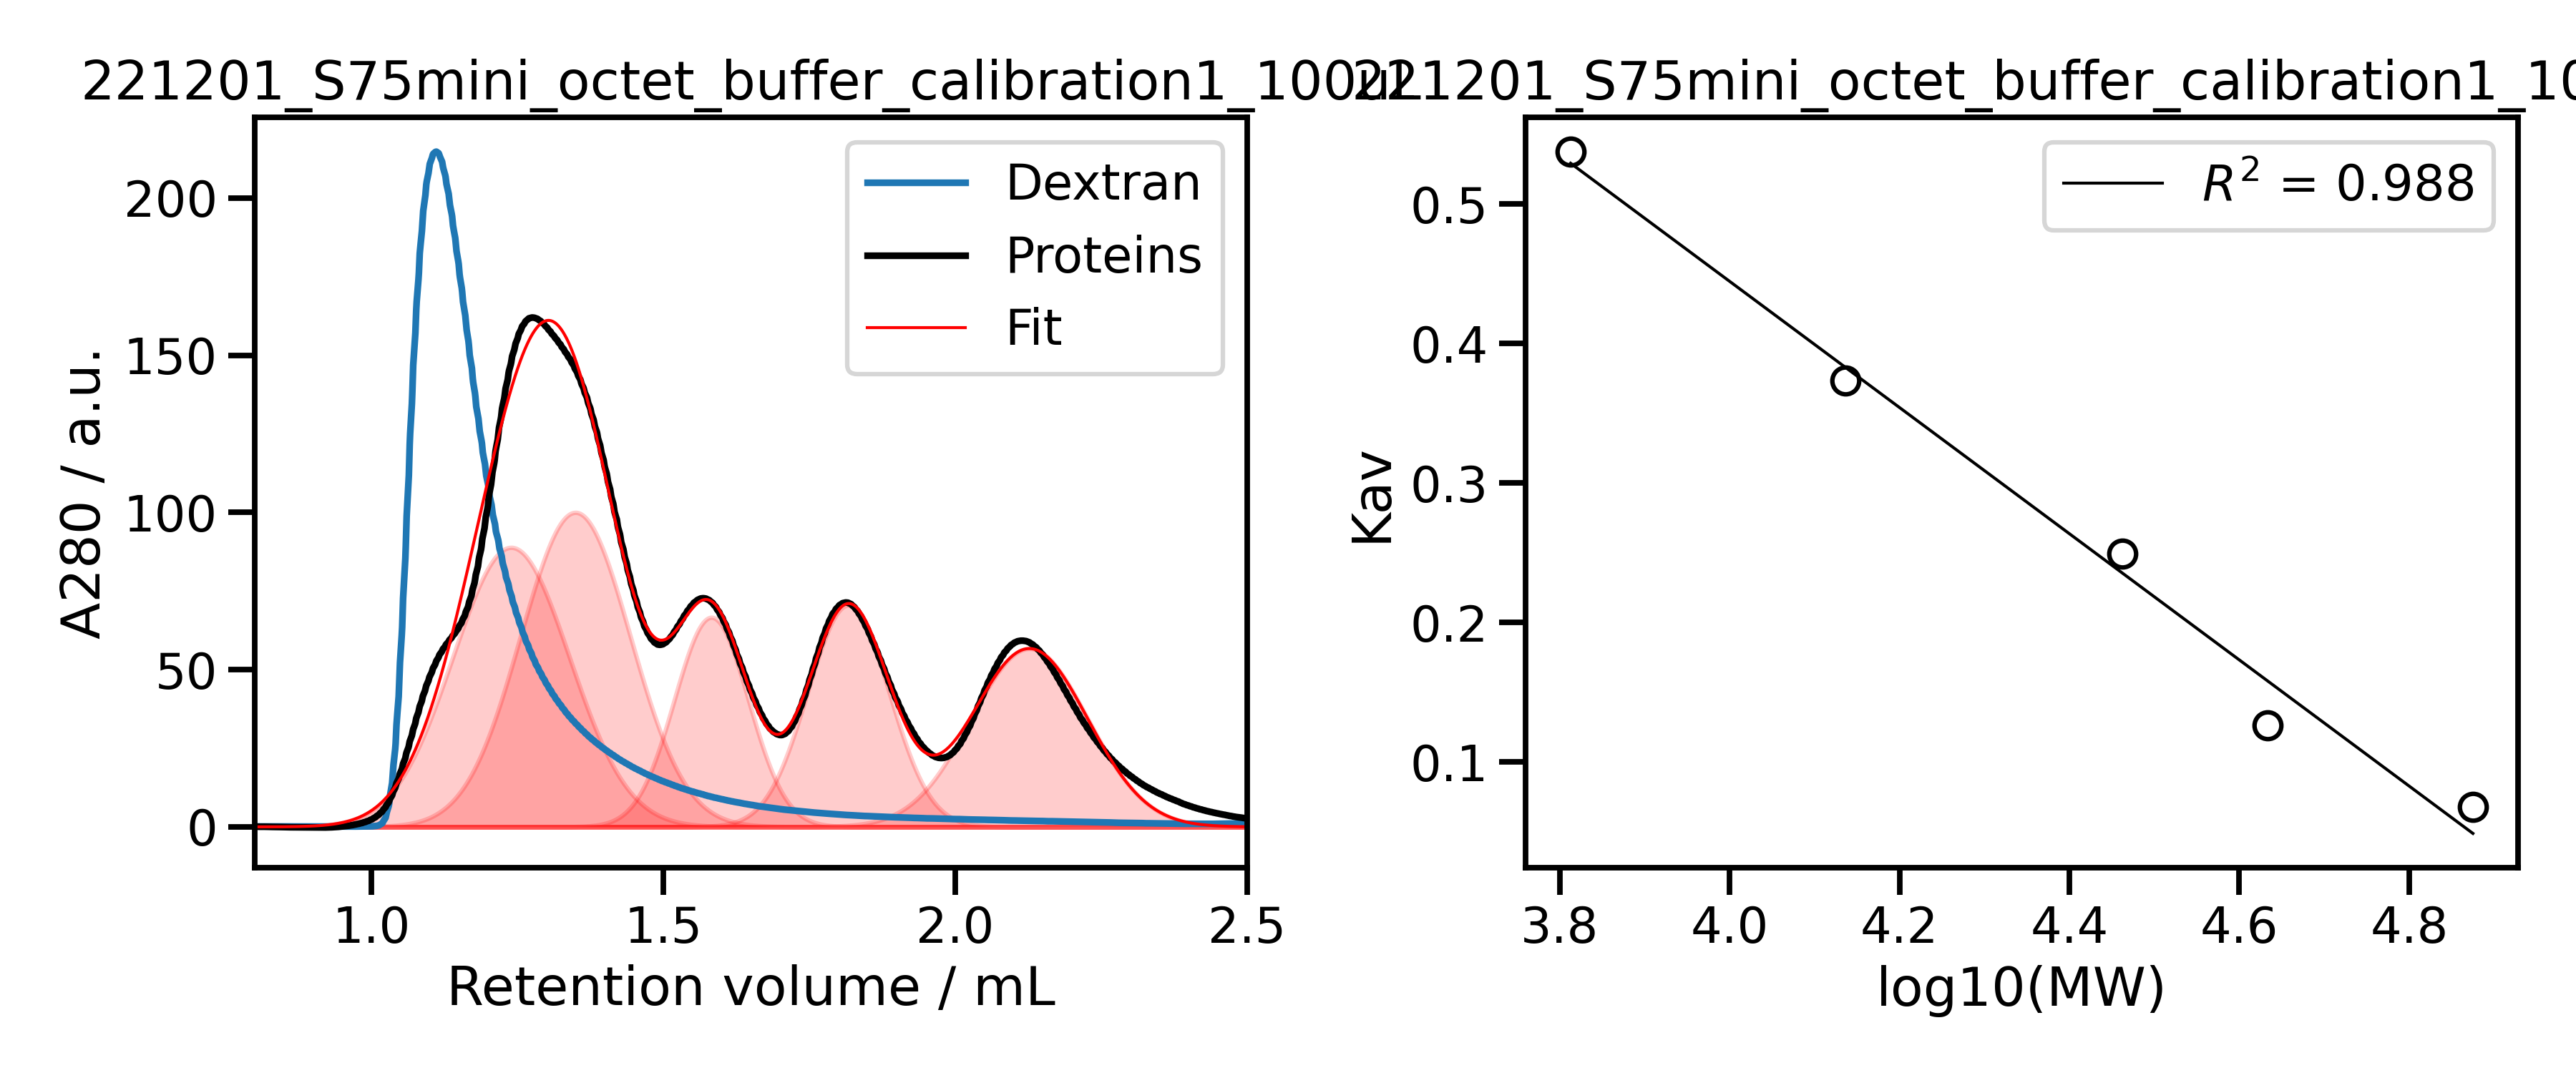 221201_S75mini_octet_buffer_calibration1_100uL
221201_S75mini_octet_buffer_calibration1_10
Dextran
Proteins
Fit
R² = 0.988
A280 / a.u.
200
150
100
50
0
1.0 1.5 2.0 2.5
Retention volume / mL
Kav
0.5
0.4
0.3
0.2
0.1
3.8 4.0 4.2 4.4 4.6 4.8
log10(MW)